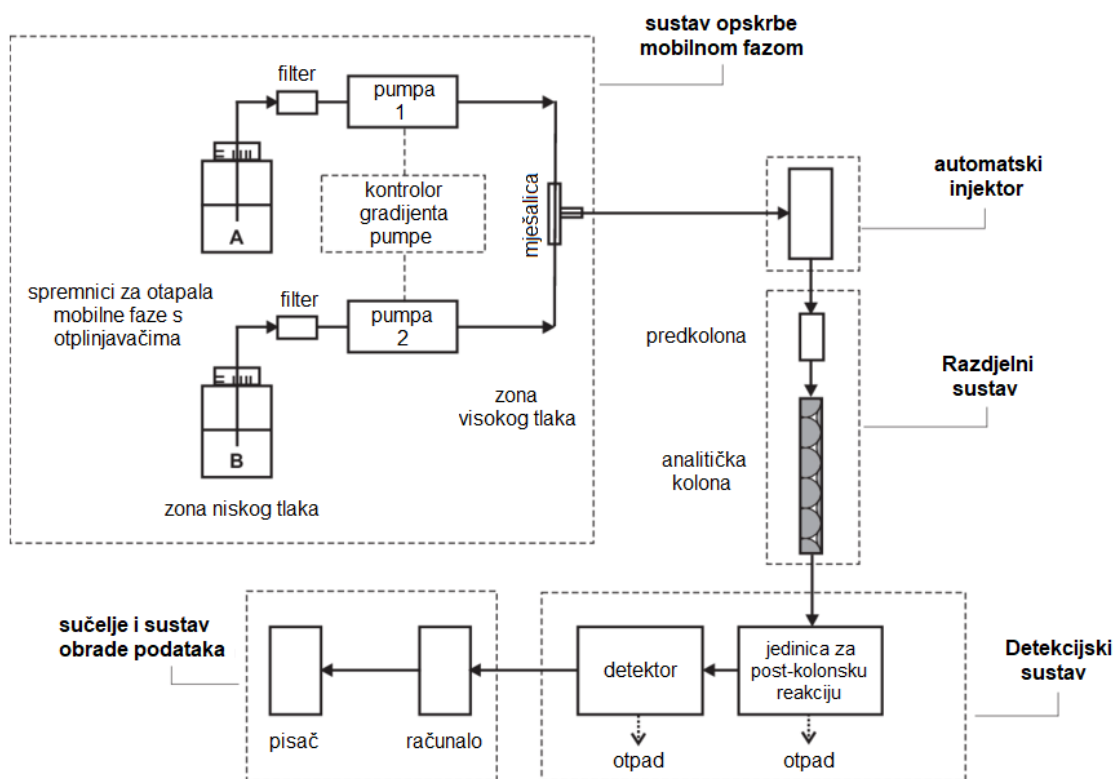 sustav opskrbe
mobilnom fazom
filter
pumpa
1
A
kontrolor
gradijenta
pumpe
mješalica
automatski
injektor
spremnici za otapala
mobilne faze s
otplinjavačima
filter
pumpa
2
B
zona
visokog tlaka
zona niskog tlaka
predkolona
Razdjelni
sustav
analitička
kolona
sučelje i sustav
obrade podataka
pisač
računalo
detektor
jedinica za
post-kolonsku
reakciju
Detekcijski
sustav
otpad
otpad